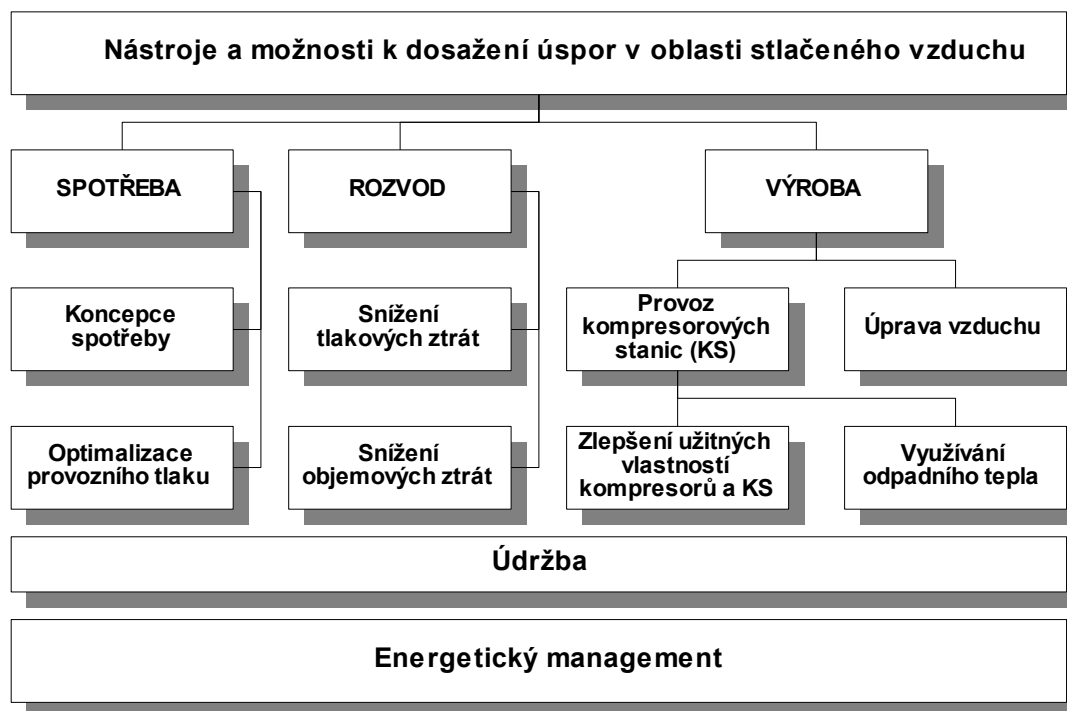 Nástroje a možnosti k dosažení úspor v oblasti stlačeného vzduchu
SPOTŘEBA
ROZVOD
VÝROBA
Koncepce
spotřeby
Snížení
tlakových ztrát
Provoz
kompresorových
stanic (KS)
Úprava vzduchu
Optimalizace
provozního tlaku
Snížení
objemových ztrát
Zlepšení užitných
vlastností
kompresorů a KS
Využívání
odpadního tepla
Údržba
Energetický management